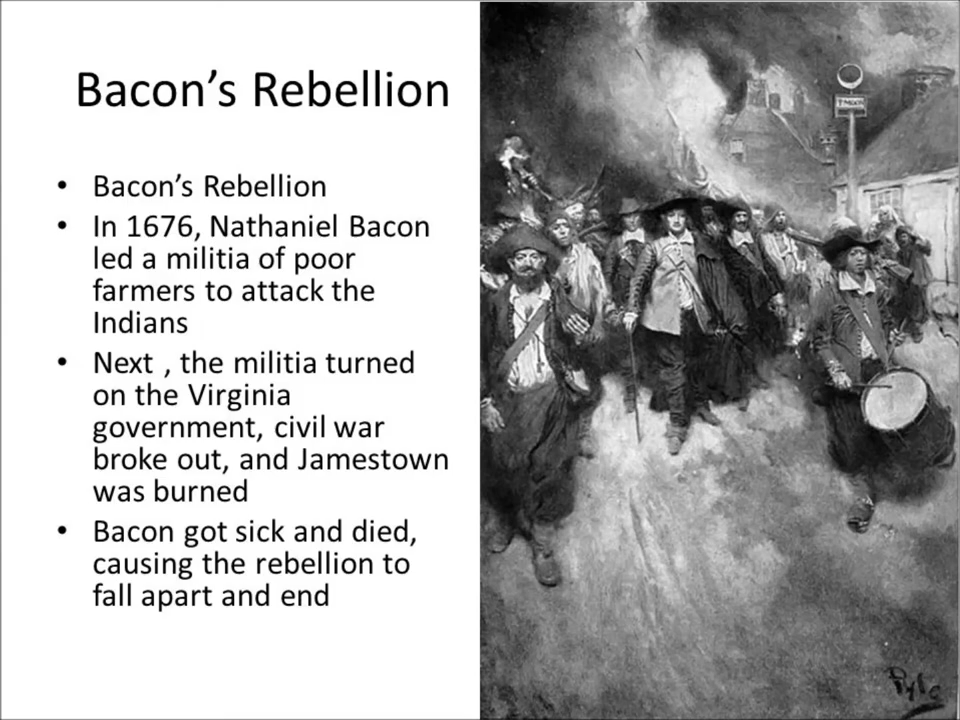 Bacon's Rebellion
• Bacon's Rebellion
• In 1676, Nathaniel Bacon
led a militia of poor
farmers to attack the
Indians
• Next , the militia turned
on the Virginia
government, civil war
broke out, and Jamestown
was burned
• Bacon got sick and died,
causing the rebellion to
fall apart and end
Pyle